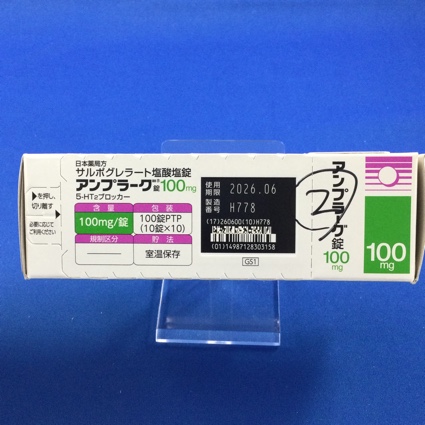 ▶を押し、
切り離す
必要に応じて
ご利用ください
日本薬局方
サルポグレラート塩酸塩錠
アンプラーグ®錠100mg
5-HT₂ブロッカー
含量 包装
100mg/錠 100錠PTP
(10錠×10)
規制区分 貯法
室温保存
使用
期限 2026.06
製造
番号 H778
(17)260600(10)H778
(01)14987128303158
GS1
アンプラーグ®錠
100mg
2
100
mg